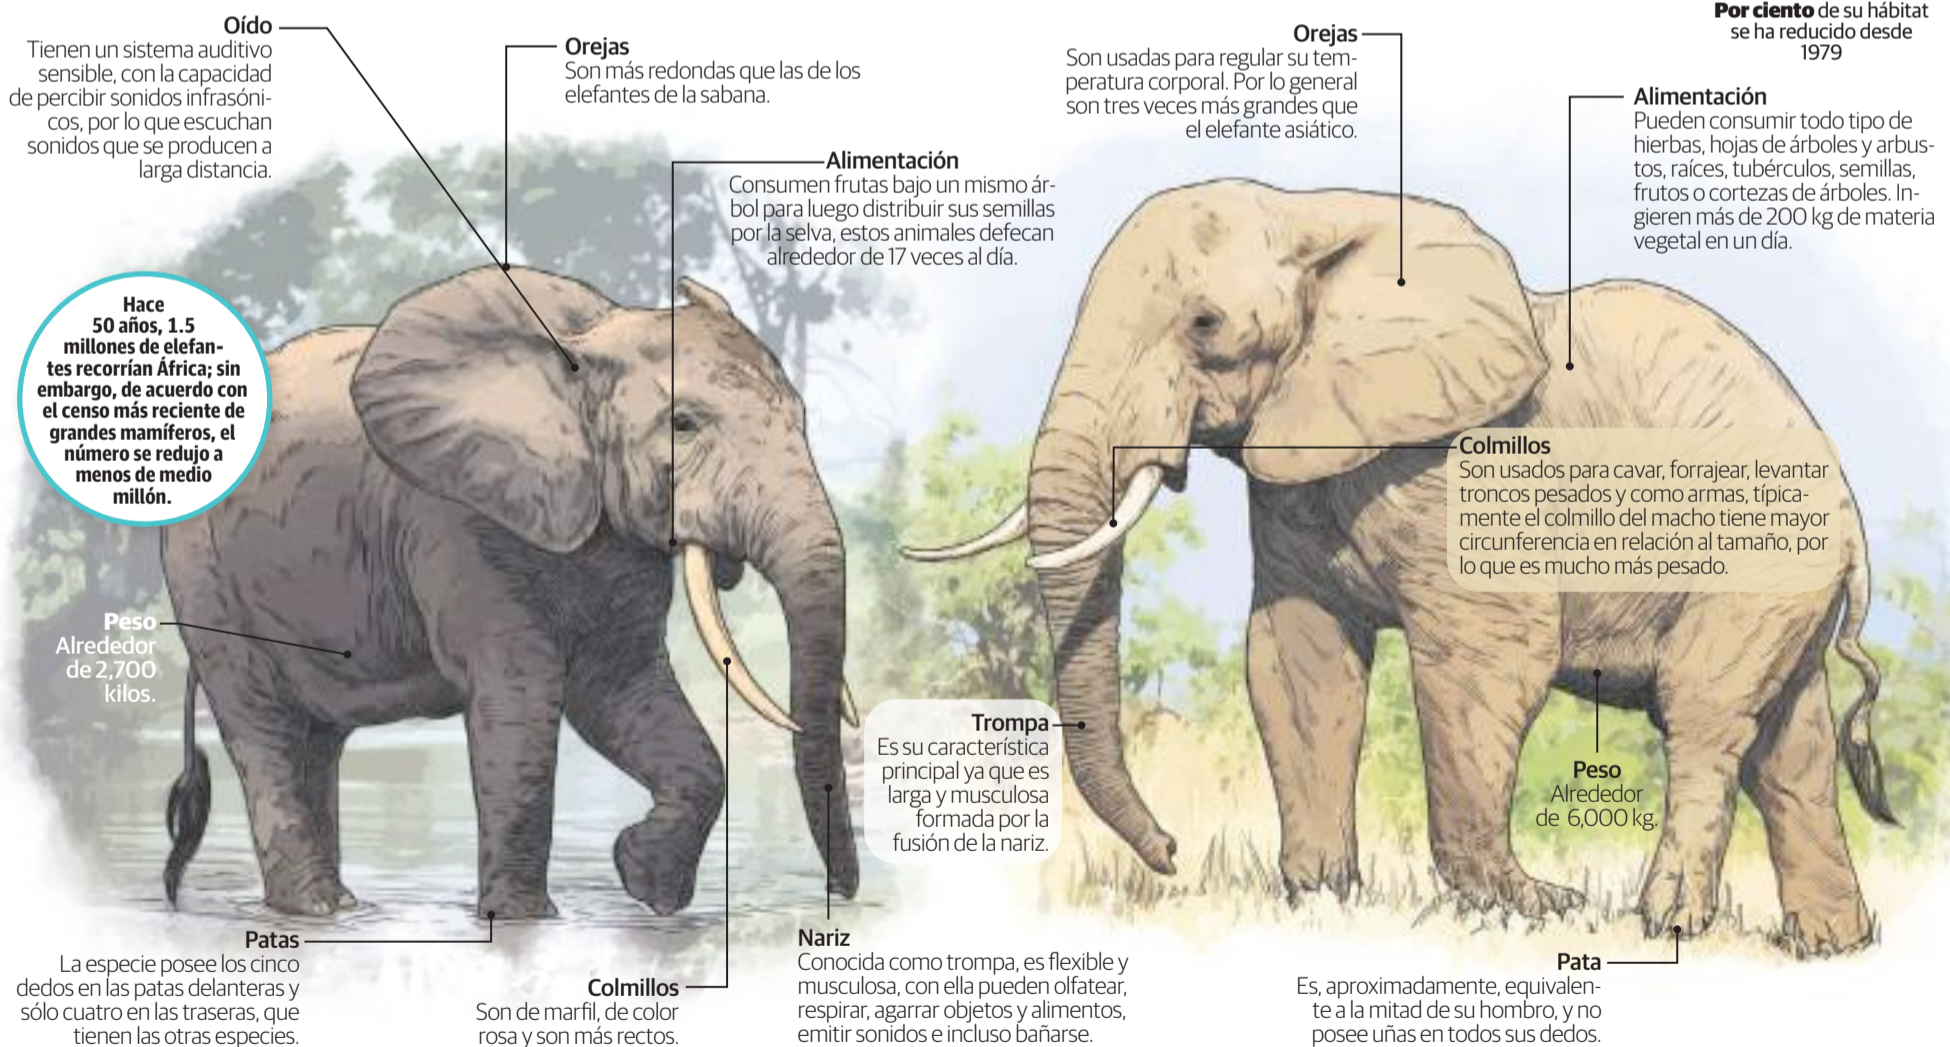 Oído
Tienen un sistema auditivo
sensible, con la capacidad
de percibir sonidos infrasóni-
cos, por lo que escuchan
sonidos que se producen a
larga distancia.
Orejas
Son más redondas que las de los
elefantes de la sabana.
Alimentación
Consumen frutas bajo un mismo ár-
bol para luego distribuir sus semillas
por la selva, estos animales defecan
alrededor de 17 veces al día.
Hace
50 años, 1.5
millones de elefan-
tes recorrían África; sin
embargo, de acuerdo con
el censo más reciente de
grandes mamíferos, el
número se redujo a
menos de medio
millón.
Peso
Alrededor
de 2,700
kilos.
Patas
La especie posee los cinco
dedos en las patas delanteras y
sólo cuatro en las traseras, que
tienen las otras especies.
Colmillos
Son de marfil, de color
rosa y son más rectos.
Nariz
Conocida como trompa, es flexible y
musculosa, con ella pueden olfatear,
respirar, agarrar objetos y alimentos,
emitir sonidos e incluso bañarse.
Orejas
Son usadas para regular su tem-
peratura corporal. Por lo general
son tres veces más grandes que
el elefante asiático.
Por ciento de su hábitat
se ha reducido desde
1979
Alimentación
Pueden consumir todo tipo de
hierbas, hojas de árboles y arbus-
tos, raíces, tubérculos, semillas,
frutos o cortezas de árboles. In-
gieren más de 200 kg de materia
vegetal en un día.
Colmillos
Son usados para cavar, forrajear, levantar
troncos pesados y como armas, típica-
mente el colmillo del macho tiene mayor
circunferencia en relación al tamaño, por
lo que es mucho más pesado.
Trompa
Es su característica
principal ya que es
larga y musculosa
formada por la
fusión de la nariz.
Peso
Alrededor
de 6,000 kg.
Pata
Es, aproximadamente, equivalen-
te a la mitad de su hombro, y no
posee uñas en todos sus dedos.